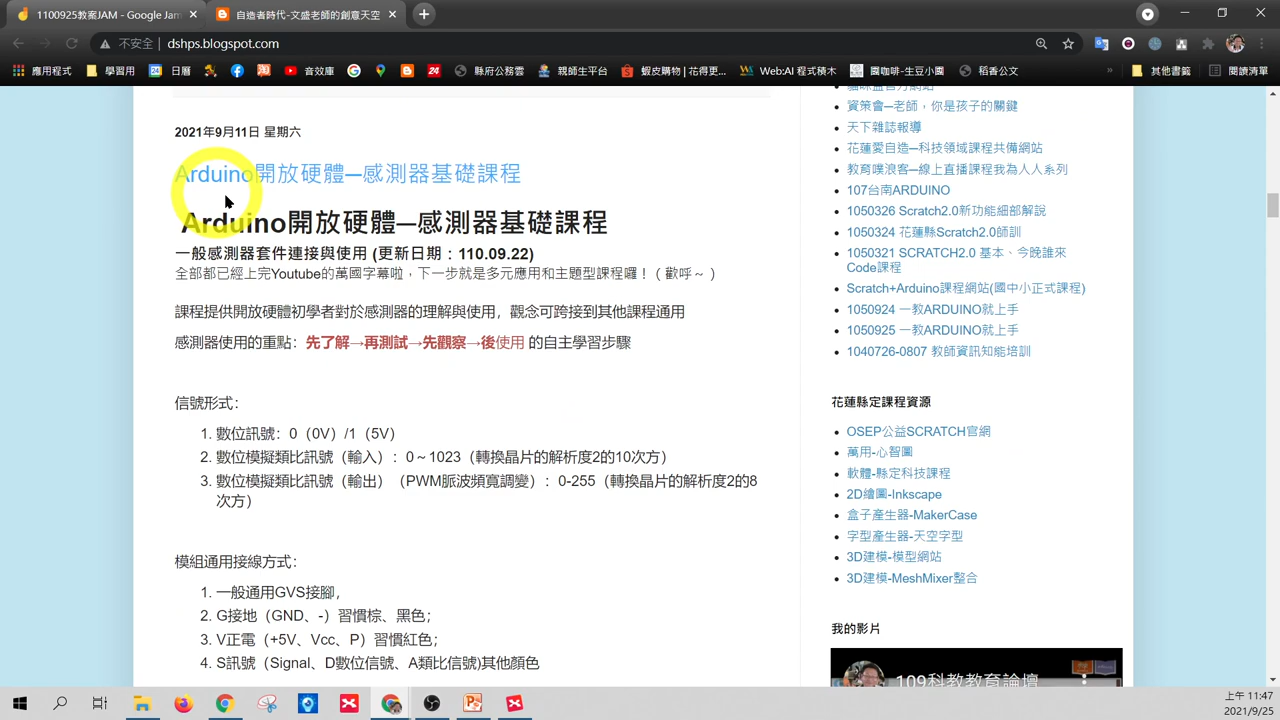 1100925教案JAM - Google Jam
自造者時代-文盛老師的創意天空
不安全 | dshps.blogspot.com
應用程式
學習用
日曆
音效庫
縣府公務雲
親師生平台
蝦皮購物 | 花得更...
Web:AI 程式積木
國咖啡-生豆小園
稻香公文
其他書籤
閱讀清單
2021年9月11日 星期六
Arduino開放硬體─感測器基礎課程
Arduino開放硬體─感測器基礎課程
一般感測器套件連接與使用 (更新日期：110.09.22)
全部都已經上完Youtube的萬國字幕啦，下一步就是多元應用和主題型課程囉！（歡呼～）
課程提供開放硬體初學者對於感測器的理解與使用，觀念可跨接到其他課程通用
感測器使用的重點：先了解→再測試→先觀察→後使用 的自主學習步驟
信號形式：
1. 數位訊號：0（0V）/1（5V）
2. 數位模擬類比訊號（輸入）：0～1023（轉換晶片的解析度2的10次方）
3. 數位模擬類比訊號（輸出）（PWM脈波頻寬調變）：0-255（轉換晶片的解析度2的8
次方）
模組通用接線方式：
1. 一般通用GVS接腳，
2. G接地（GND、-）習慣棕、黑色；
3. V正電（+5V、Vcc、P）習慣紅色；
4. S訊號（Signal、D數位信號、A類比信號)其他顏色
資策會─老師，你是孩子的關鍵
天下雜誌報導
花蓮愛自造─科技領域課程共備網站
教育噗浪客─線上直播課程我為人人系列
107台南ARDUINO
1050326 Scratch2.0新功能細部解說
1050324 花蓮縣Scratch2.0師訓
1050321 SCRATCH2.0 基本、今晚誰來
Code課程
Scratch+Arduino課程網站(國中小正式課程)
1050924 一教ARDUINO就上手
1050925 一教ARDUINO就上手
1040726-0807 教師資訊知能培訓
花蓮縣定課程資源
OSEP公益SCRATCH官網
萬用-心智圖
軟體-縣定科技課程
2D繪圖-Inkscape
盒子產生器-MakerCase
字型產生器-天空字型
3D建模-模型網站
3D建模-MeshMixer整合
我的影片
109科教教育論壇
上午 11:47
2021/9/25